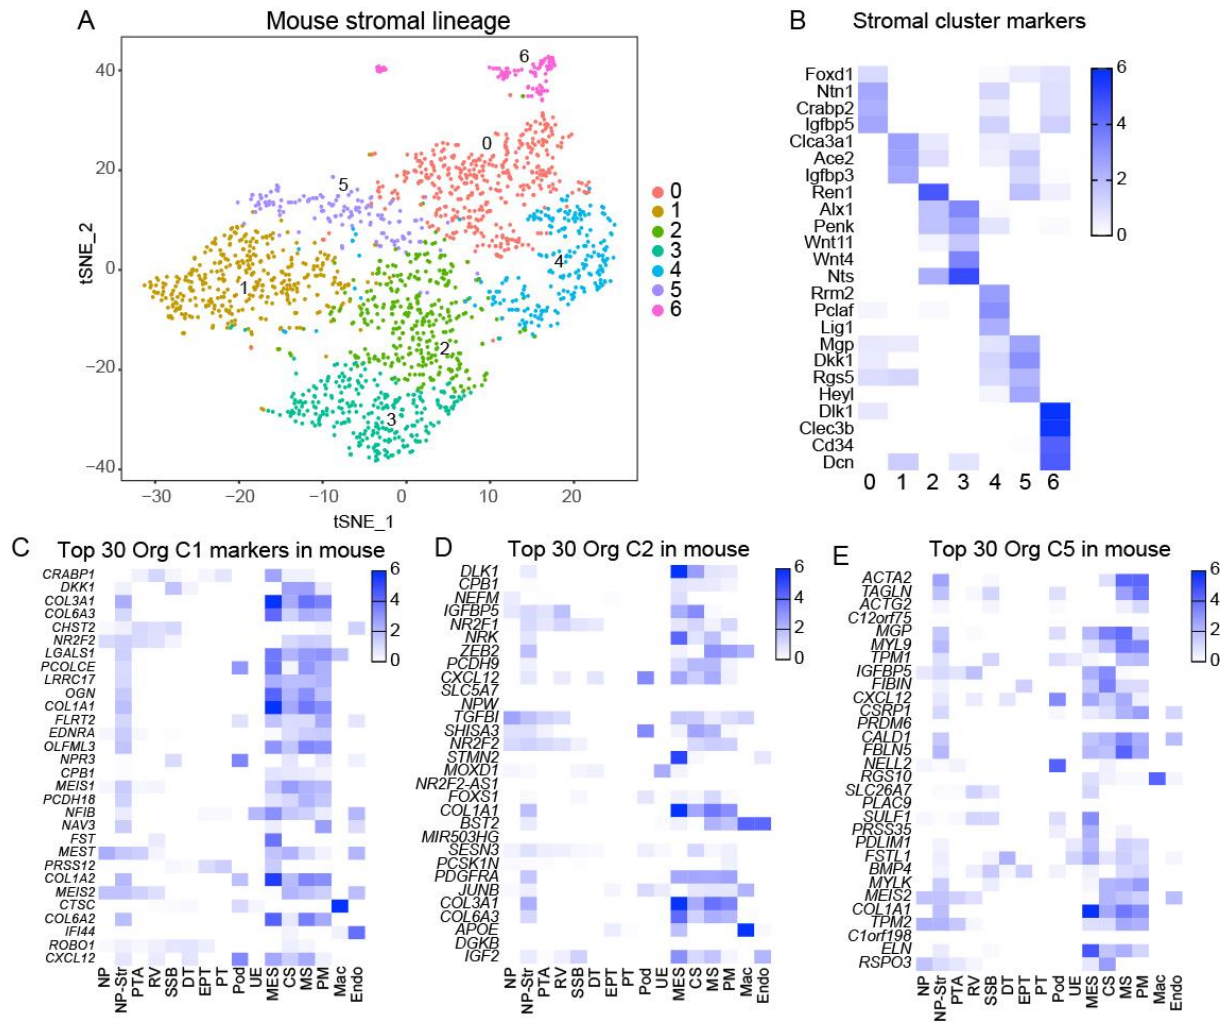 A
Mouse stromal lineage
40
20
0
−20
−40
tSNE_2
−30
−20
−10
0
10
20
tSNE_1
6
0
5
4
1
2
3
0
1
2
3
4
5
6
B
Stromal cluster markers
Foxd1
Ntn1
Crabp2
Igfbp5
Clca3a1
Ace2
Igfbp3
Ren1
Alx1
Penk
Wnt11
Wnt4
Nts
Rrm2
Pclaf
Lig1
Mgp
Dkk1
Rgs5
Heyl
Dlk1
Clec3b
Cd34
Dcn
0 1 2 3 4 5 6
6
4
2
0
C
Top 30 Org C1 markers in mouse
CRABP1
DKK1
COL3A1
COL6A3
CHST2
NR2F2
LGALS1
PCOLCE
LRRC17
OGN
COL1A1
FLRT2
EDNRA
OLFML3
NPR3
CPB1
MEIS1
PCDH18
NFIB
NAV3
FST
MEST
PRSS12
COL1A2
MEIS2
CTSC
COL6A2
IFI44
ROBO1
CXCL12
NP NP-Str PTA RV SSB DT EPT PT Pod UE MES CS MS PM Mac Endo
6
4
2
0
D
Top 30 Org C2 in mouse
DLK1
CPB1
NEFM
IGFBP5
NR2F1
NRK
ZEB2
PCDH9
CXCL12
SLC5A7
NPW
TGFBI
SHISA3
NR2F2
STMN2
MOXD1
NR2F2-AS1
FOXS1
COL1A1
BST2
MIR503HG
SESN3
PCSK1N
PDGFRA
JUNB
COL3A1
COL6A3
APOE
DGKB
IGF2
NP NP-Str PTA RV SSB DT EPT PT Pod UE MES CS MS PM Mac Endo
6
4
2
0
E
Top 30 Org C5 in mouse
ACTA2
TAGLN
ACTG2
C12orf75
MGP
MYL9
TPM1
IGFBP5
FIBIN
CXCL12
CSRP1
PRDM6
CALD1
FBLN5
NELL2
RGS10
SLC26A7
PLAC9
SULF1
PRSS35
PDLIM1
FSTL1
BMP4
MYLK
MEIS2
COL1A1
TPM2
C1orf198
ELN
RSPO3
NP NP-Str PTA RV SSB DT EPT PT Pod UE MES CS MS PM Mac Endo
6
4
2
0